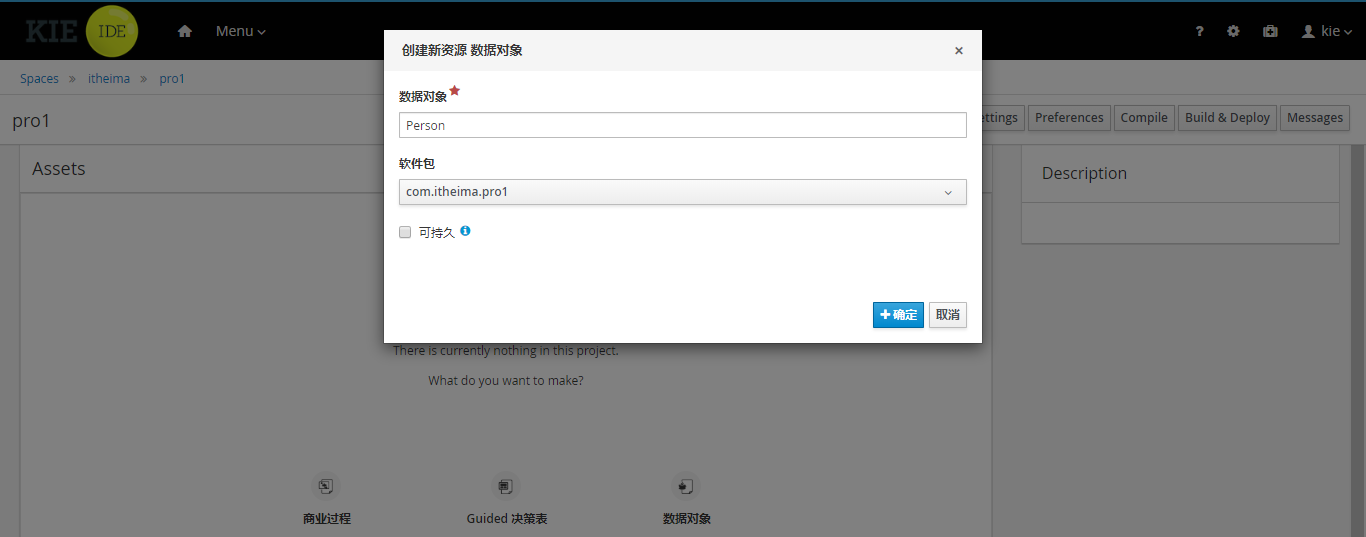 KIE IDE Menu ? kie
创建新资源 数据对象 ×
Spaces » itheima » pro1
数据对象
pro1
ettings Preferences Compile Build & Deploy Messages
Person
软件包
Assets
Description
com.itheima.pro1
可持久
确定 取消
There is currently nothing in this project.
What do you want to make?
商业过程 Guided 决策表 数据对象